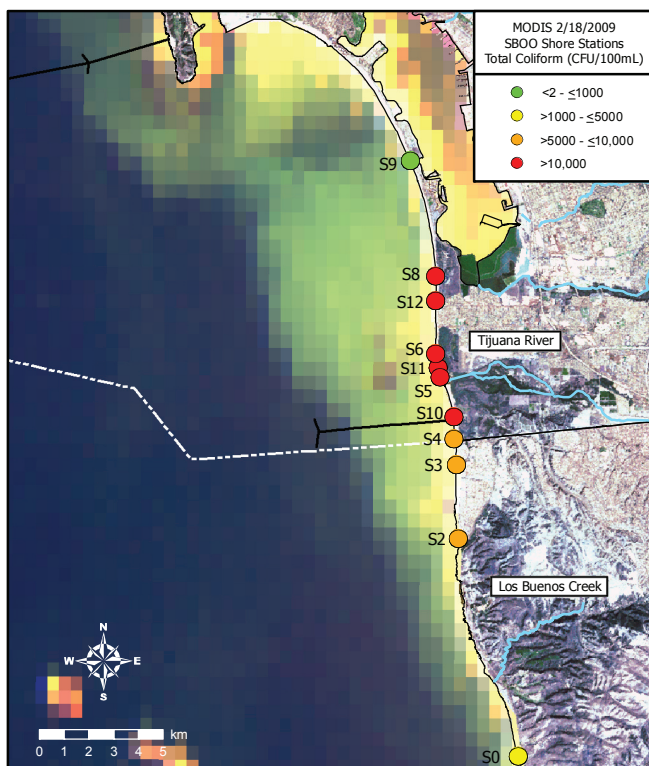 MODIS 2/18/2009
SBOO Shore Stations
Total Coliform (CFU/100mL)
<2 - ≤1000
>1000 - ≤5000
>5000 - ≤10,000
>10,000
S9
S8
S12
S6
Tijuana River
S11
S5
S10
S4
S3
S2
Los Buenos Creek
N
W E
S
km
0 1 2 3 4 5
S0